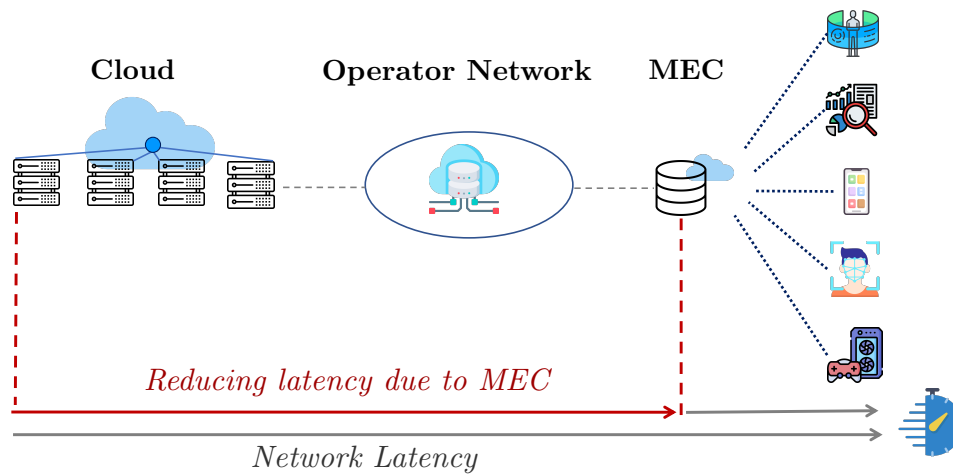 Cloud
Operator Network
MEC
Reducing latency due to MEC
Network Latency